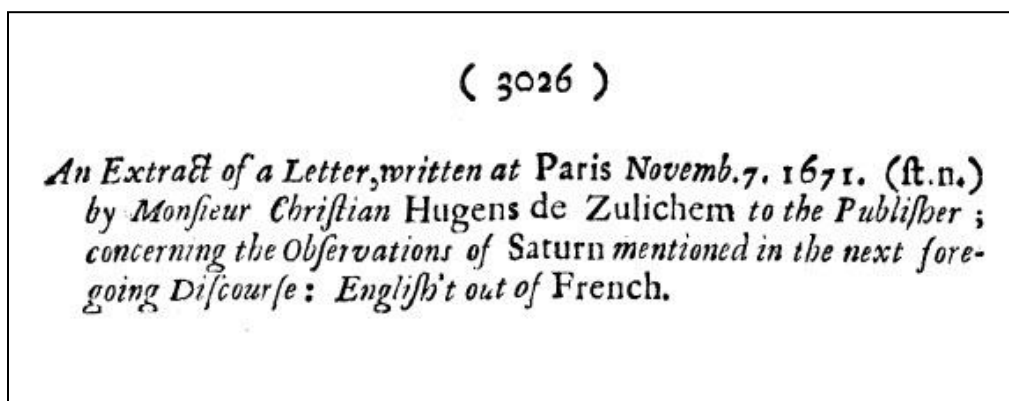 ( 3026 )
An Extract of a Letter, written at Paris Novemb. 7. 1671. (ſt.n.)
by Monſieur Chriſtian Hugens de Zulichem to the Publiſher ;
concerning the Obſervations of Saturn mentioned in the next fore-
going Diſcourſe : Engliſh't out of French.